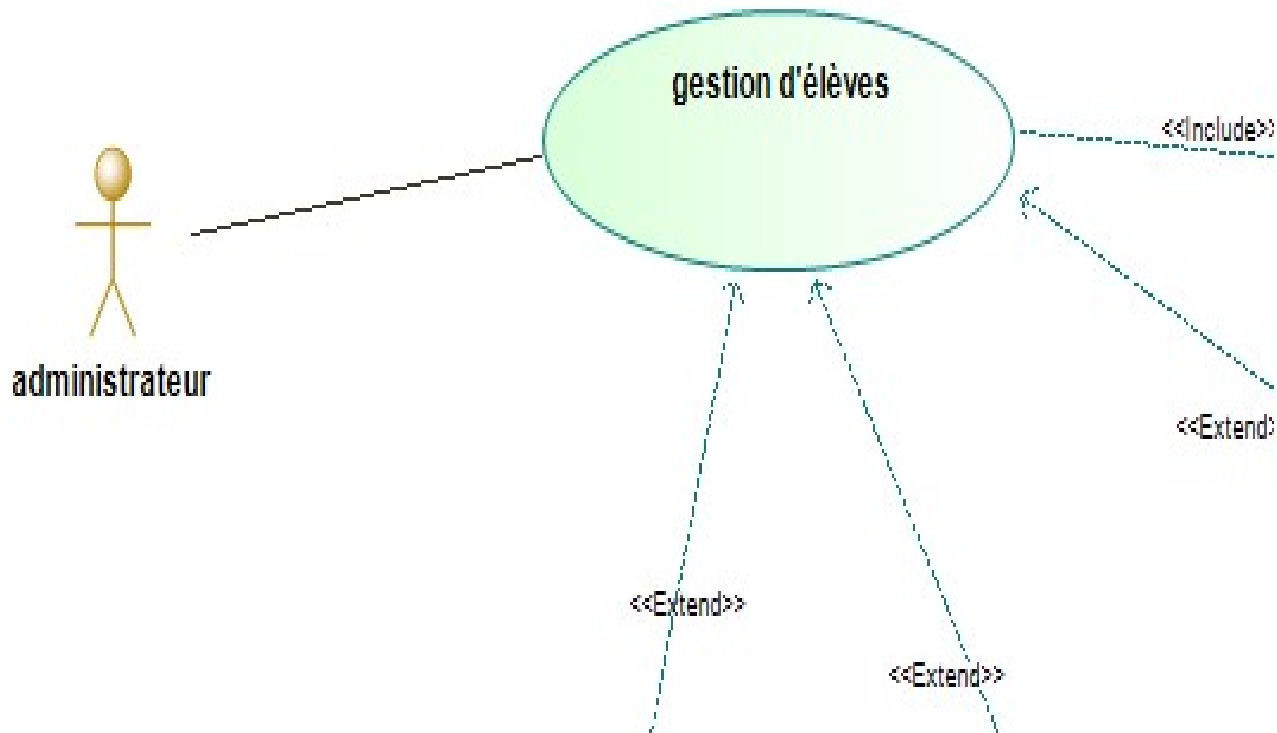 gestion d'élèves
<<Include>>
administrateur
<<Extend>
<<Extend>>
<<Extend>>